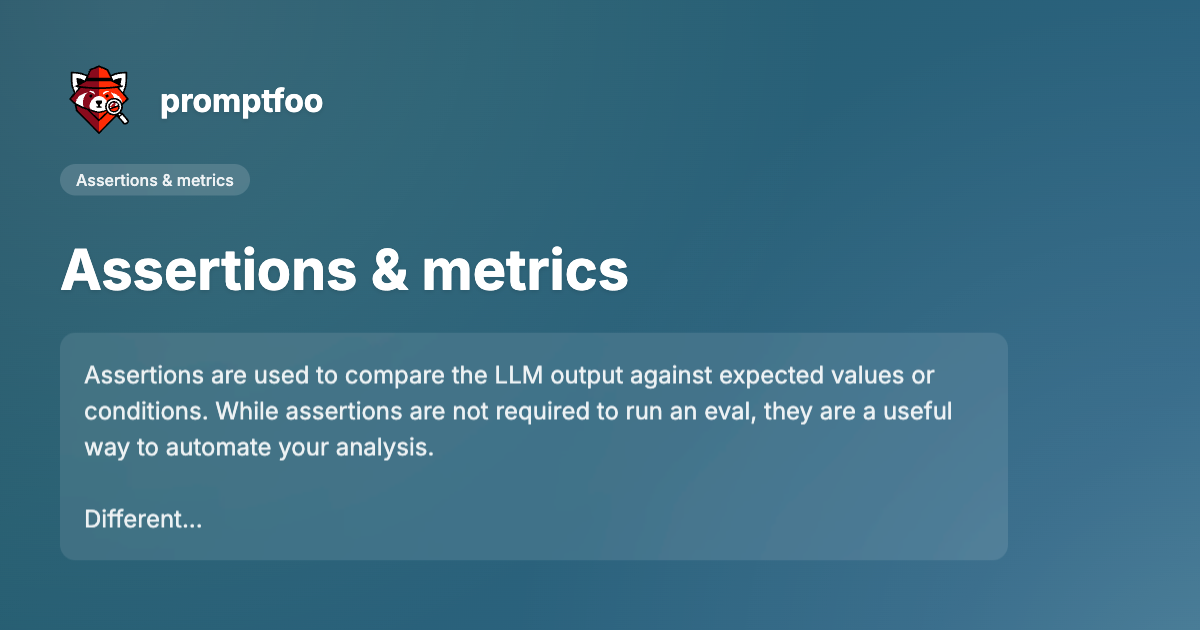 promptfoo
Assertions & metrics
Assertions & metrics
Assertions are used to compare the LLM output against expected values or
conditions. While assertions are not required to run an eval, they are a useful
way to automate your analysis.
Different...